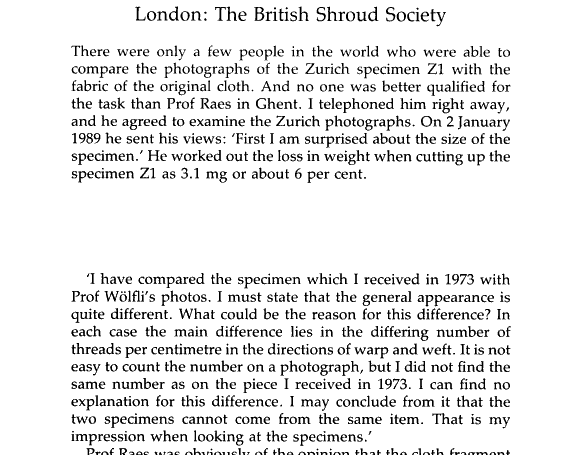 London: The British Shroud Society
There were only a few people in the world who were able to
compare the photographs of the Zurich specimen Z1 with the
fabric of the original cloth. And no one was better qualified for
the task than Prof Raes in Ghent. I telephoned him right away,
and he agreed to examine the Zurich photographs. On 2 January
1989 he sent his views: ‘First I am surprised about the size of the
specimen.’ He worked out the loss in weight when cutting up the
specimen Z1 as 3.1 mg or about 6 per cent.
‘I have compared the specimen which I received in 1973 with
Prof Wölfli’s photos. I must state that the general appearance is
quite different. What could be the reason for this difference? In
each case the main difference lies in the differing number of
threads per centimetre in the directions of warp and weft. It is not
easy to count the number on a photograph, but I did not find the
same number as on the piece I received in 1973. I can find no
explanation for this difference. I may conclude from it that the
two specimens cannot come from the same item. That is my
impression when looking at the specimens.’
Prof Raes was obviously of the opinion that the cloth fragment